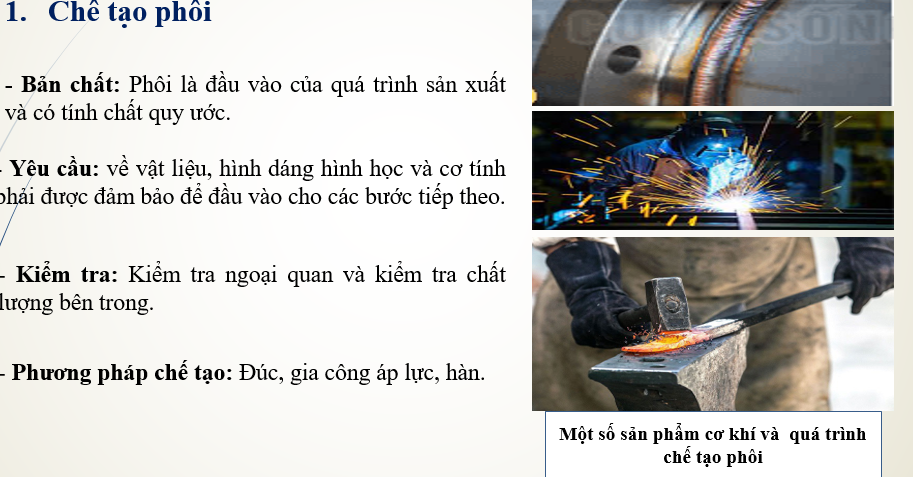 1. Chế tạo phôi
- Bản chất: Phôi là đầu vào của quá trình sản xuất
và có tính chất quy ước.
- Yêu cầu: về vật liệu, hình dáng hình học và cơ tính
phải được đảm bảo để đầu vào cho các bước tiếp theo.
- Kiểm tra: Kiểm tra ngoại quan và kiểm tra chất
lượng bên trong.
- Phương pháp chế tạo: Đúc, gia công áp lực, hàn.
CUỘC SỐNG
Một số sản phẩm cơ khí và quá trình
chế tạo phôi